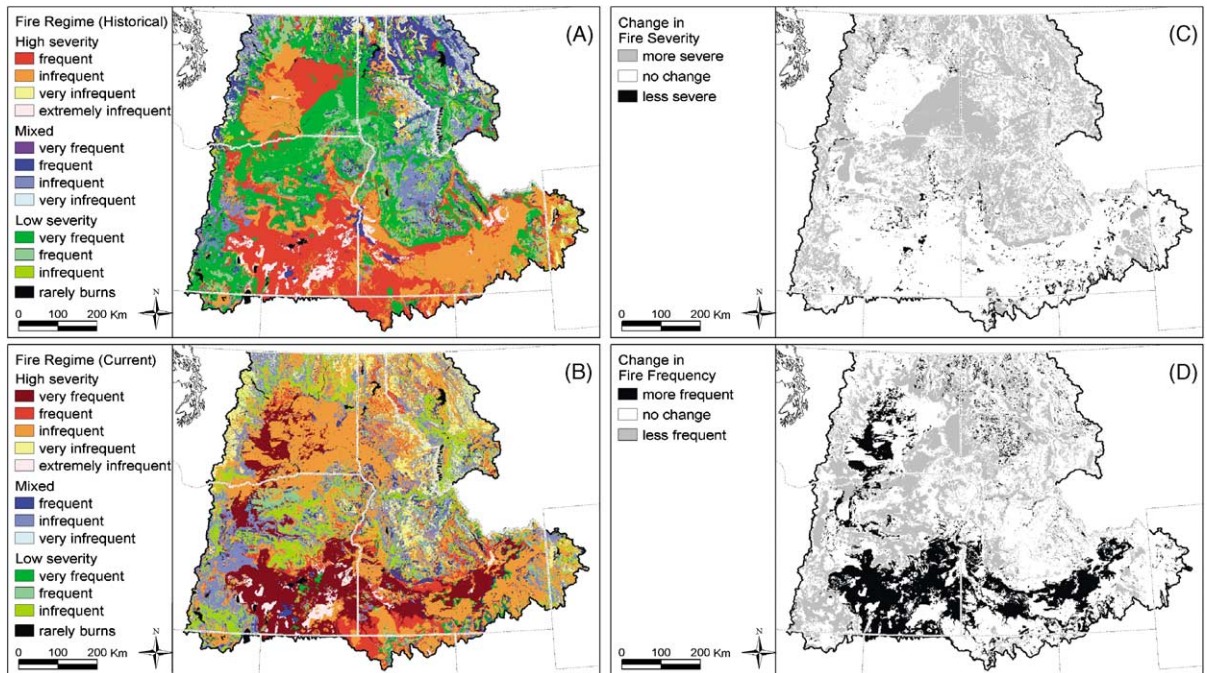 Fire Regime (Historical)
High severity
frequent
infrequent
very infrequent
extremely infrequent
Mixed
very frequent
frequent
infrequent
very infrequent
Low severity
very frequent
frequent
infrequent
rarely burns
0 100 200 Km
N
(A)
Change in
Fire Severity
more severe
no change
less severe
0 100 200 Km
N
(C)
Fire Regime (Current)
High severity
very frequent
frequent
infrequent
very infrequent
extremely infrequent
Mixed
frequent
infrequent
very infrequent
Low severity
very frequent
frequent
infrequent
rarely burns
0 100 200 Km
N
(B)
Change in
Fire Frequency
more frequent
no change
less frequent
0 100 200 Km
N
(D)